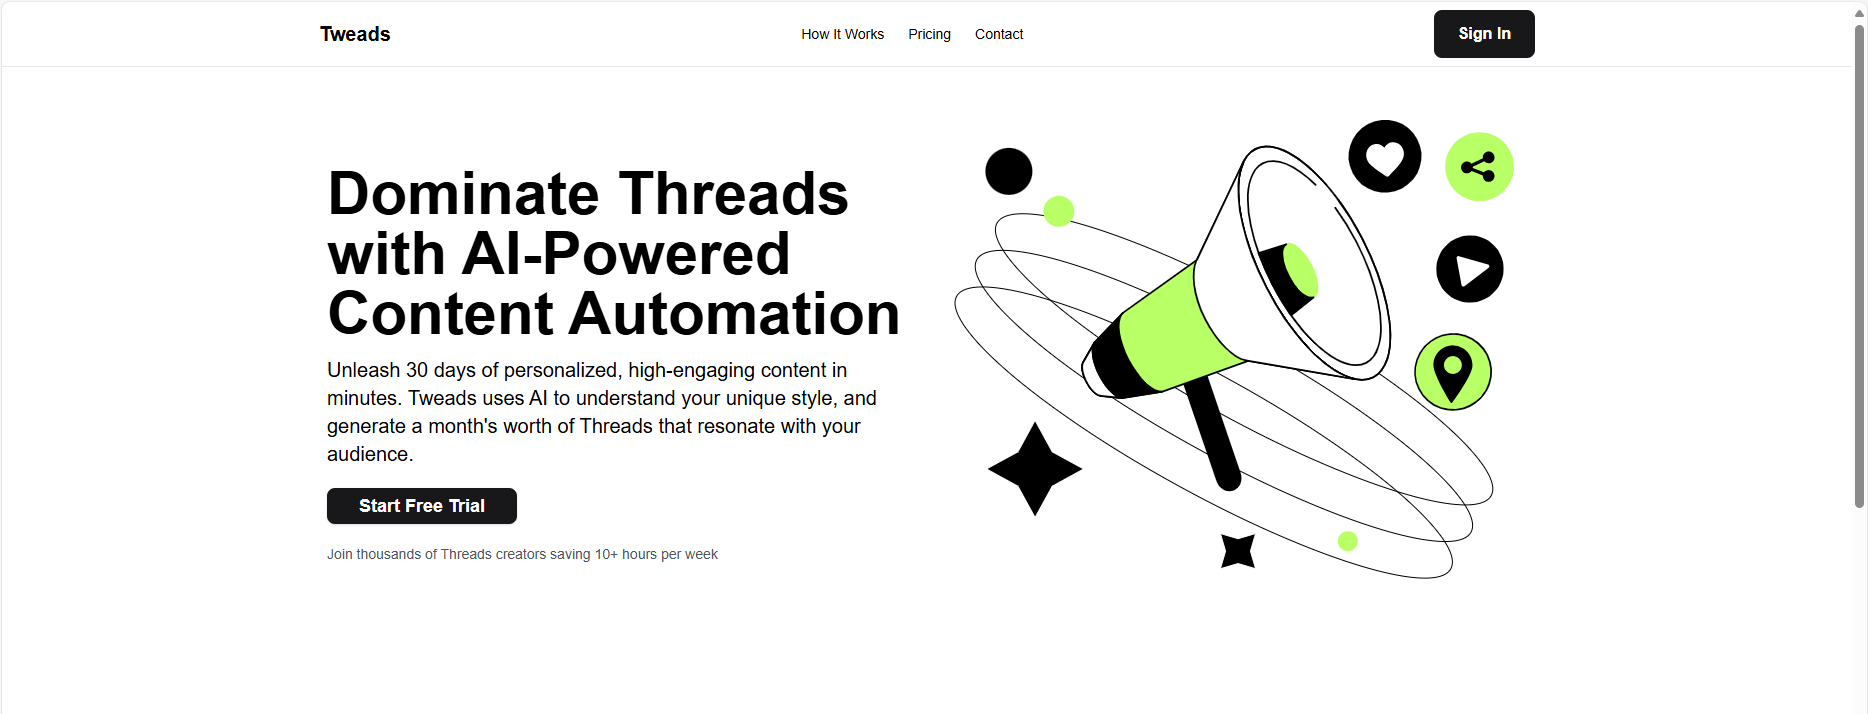 Tweads
How It Works
Pricing
Contact
Sign In
Dominate Threads
with AI-Powered
Content Automation
Unleash 30 days of personalized, high-engaging content in
minutes. Tweads uses AI to understand your unique style, and
generate a month's worth of Threads that resonate with your
audience.
Start Free Trial
Join thousands of Threads creators saving 10+ hours per week